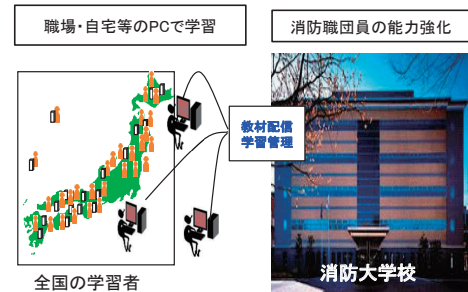 職場・自宅等のPCで学習
消防職団員の能力強化
教材配信
学習管理
全国の学習者
消防大学校